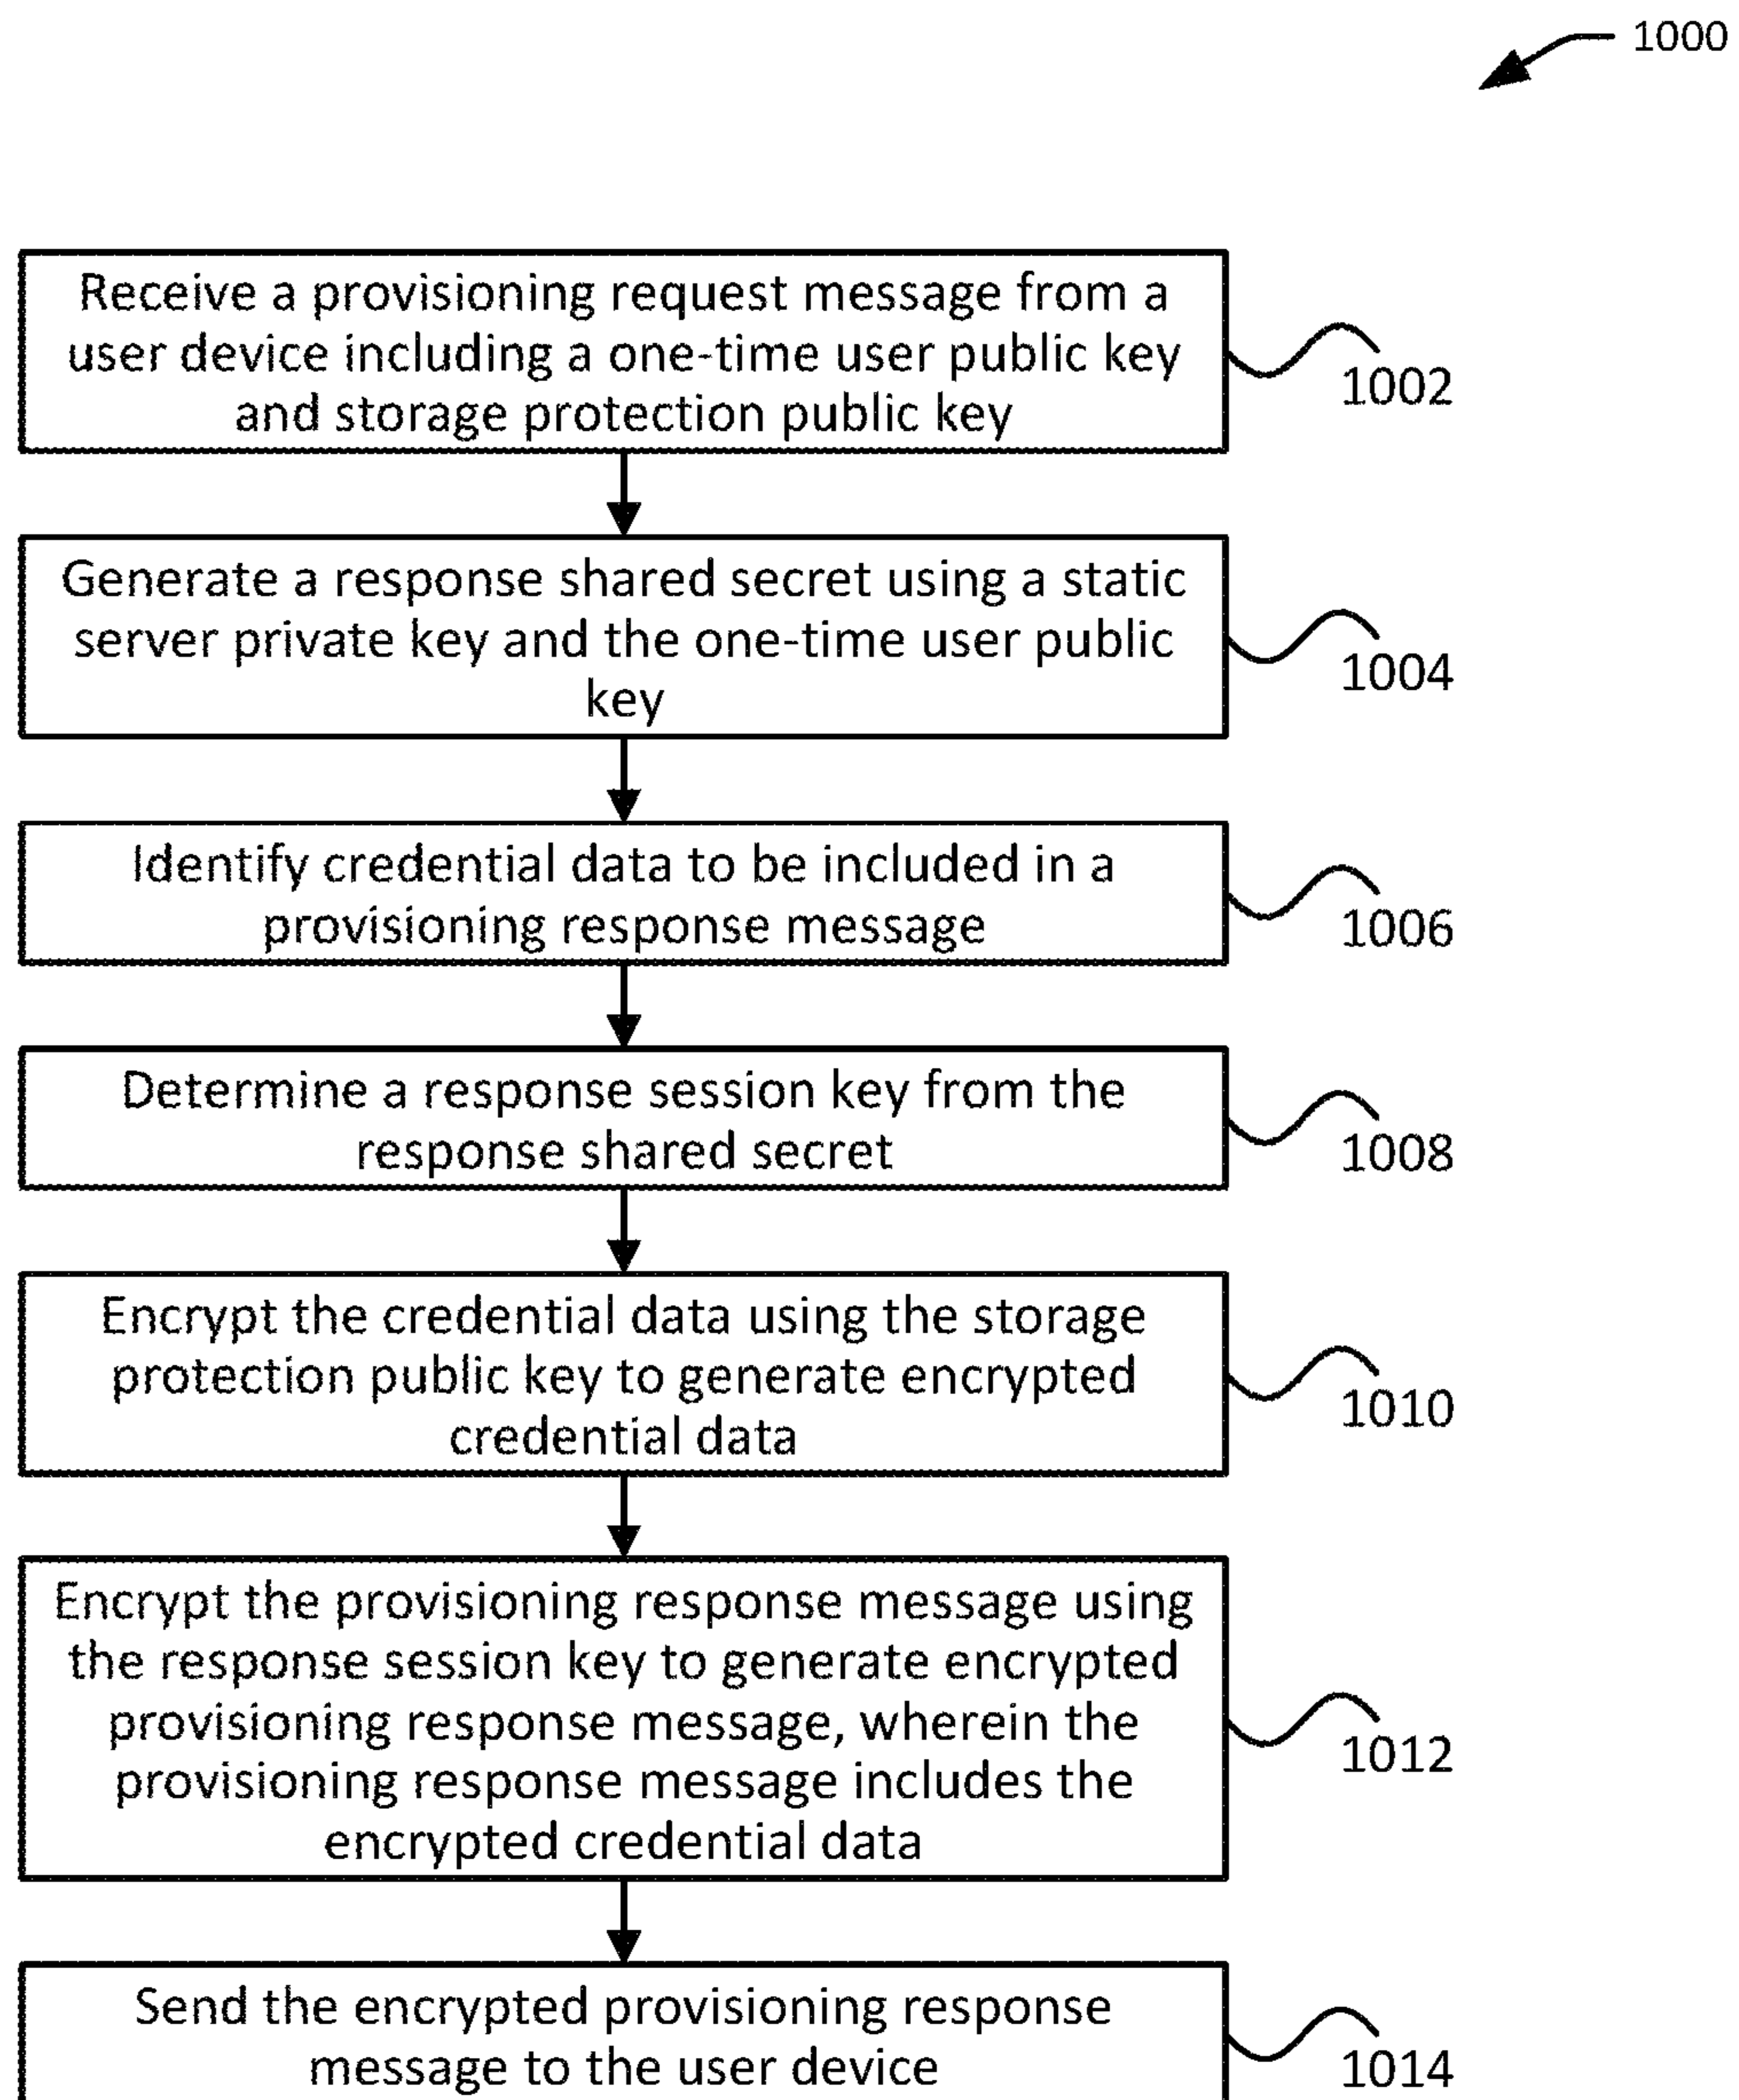 1000
Receive a provisioning request message from a
user device including a one-time user public key
and storage protection public key
1002
Generate a response shared secret using a static
server private key and the one-time user public
key
1004
Identify credential data to be included in a
provisioning response message
1006
Determine a response session key from the
response shared secret
1008
Encrypt the credential data using the storage
protection public key to generate encrypted
credential data
1010
Encrypt the provisioning response message using
the response session key to generate encrypted
provisioning response message, wherein the
provisioning response message includes the
encrypted credential data
1012
Send the encrypted provisioning response
message to the user device
1014